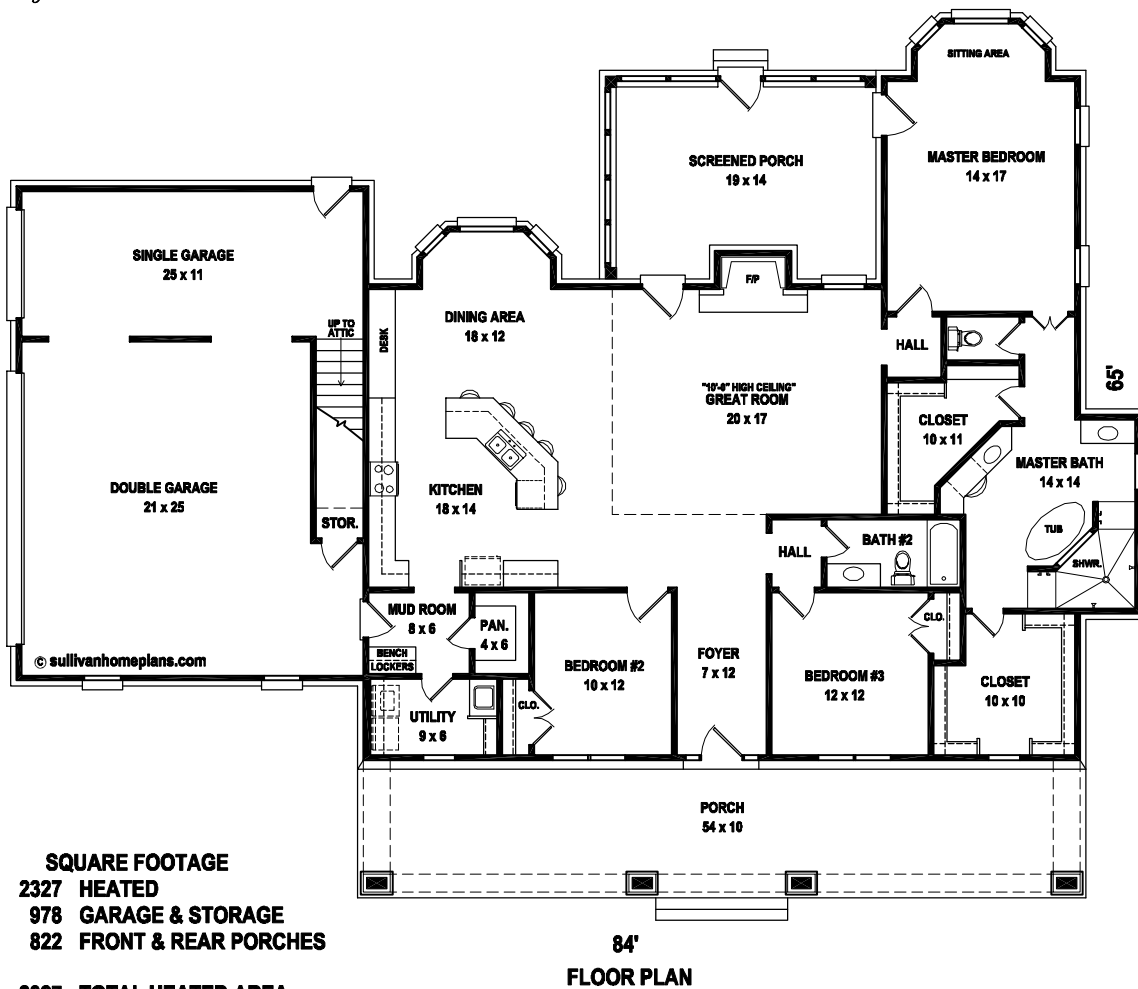 SITTING AREA
SCREENED PORCH
19 x 14
MASTER BEDROOM
14 x 17
SINGLE GARAGE
25 x 11
F/P
UP TO
ATTIC
DESK
DINING AREA
18 x 12
HALL
"10'-0" HIGH CEILING"
GREAT ROOM
20 x 17
65'
CLOSET
10 x 11
MASTER BATH
14 x 14
DOUBLE GARAGE
21 x 25
KITCHEN
18 x 14
STOR.
HALL
BATH #2
TUB
SHWR.
MUD ROOM
8 x 6
PAN.
4 x 6
CLO.
BENCH
LOCKERS
© sullivanhomeplans.com
BEDROOM #2
10 x 12
FOYER
7 x 12
BEDROOM #3
12 x 12
CLOSET
10 x 10
UTILITY
9 x 6
CLO.
PORCH
54 x 10
SQUARE FOOTAGE
2327 HEATED
978 GARAGE & STORAGE
822 FRONT & REAR PORCHES
84'
FLOOR PLAN
TOTAL HEATED AREA